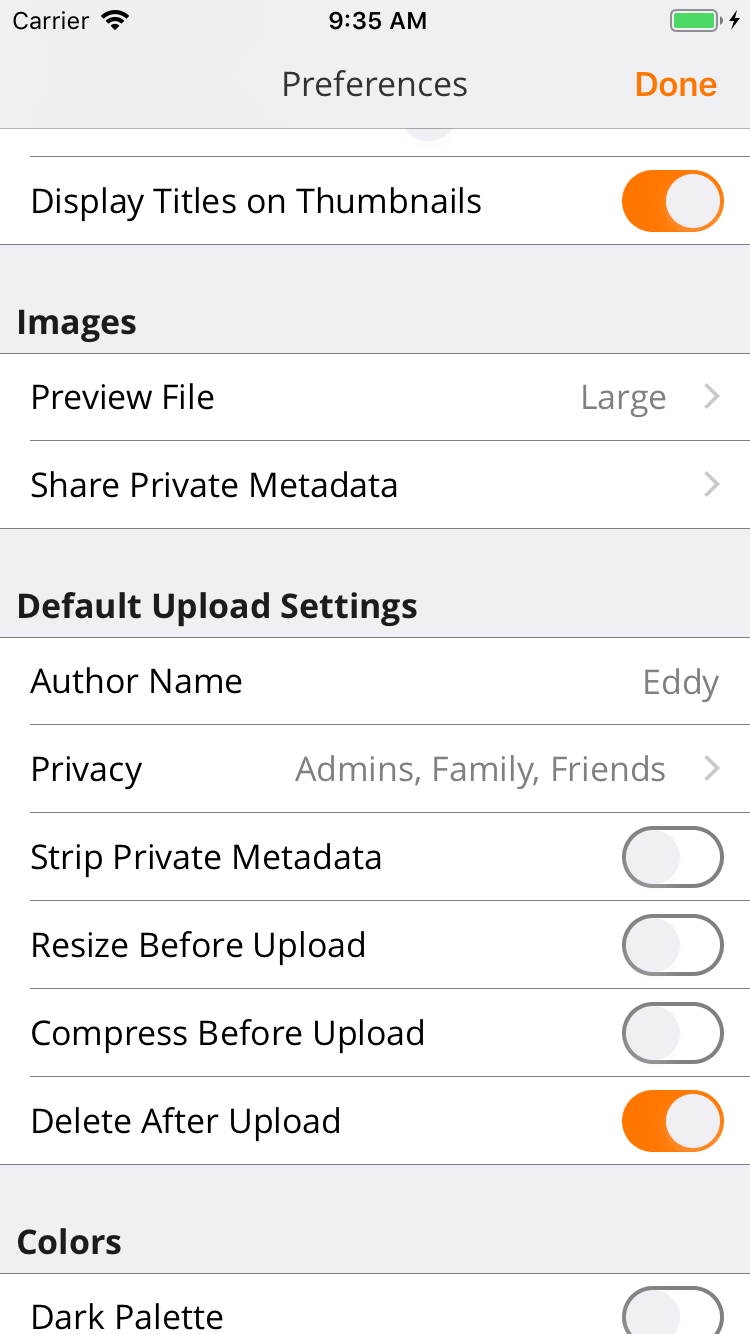 Carrier 9:35 AM
Preferences Done
Display Titles on Thumbnails
Images
Preview File Large
Share Private Metadata
Default Upload Settings
Author Name Eddy
Privacy Admins, Family, Friends
Strip Private Metadata
Resize Before Upload
Compress Before Upload
Delete After Upload
Colors
Dark Palette